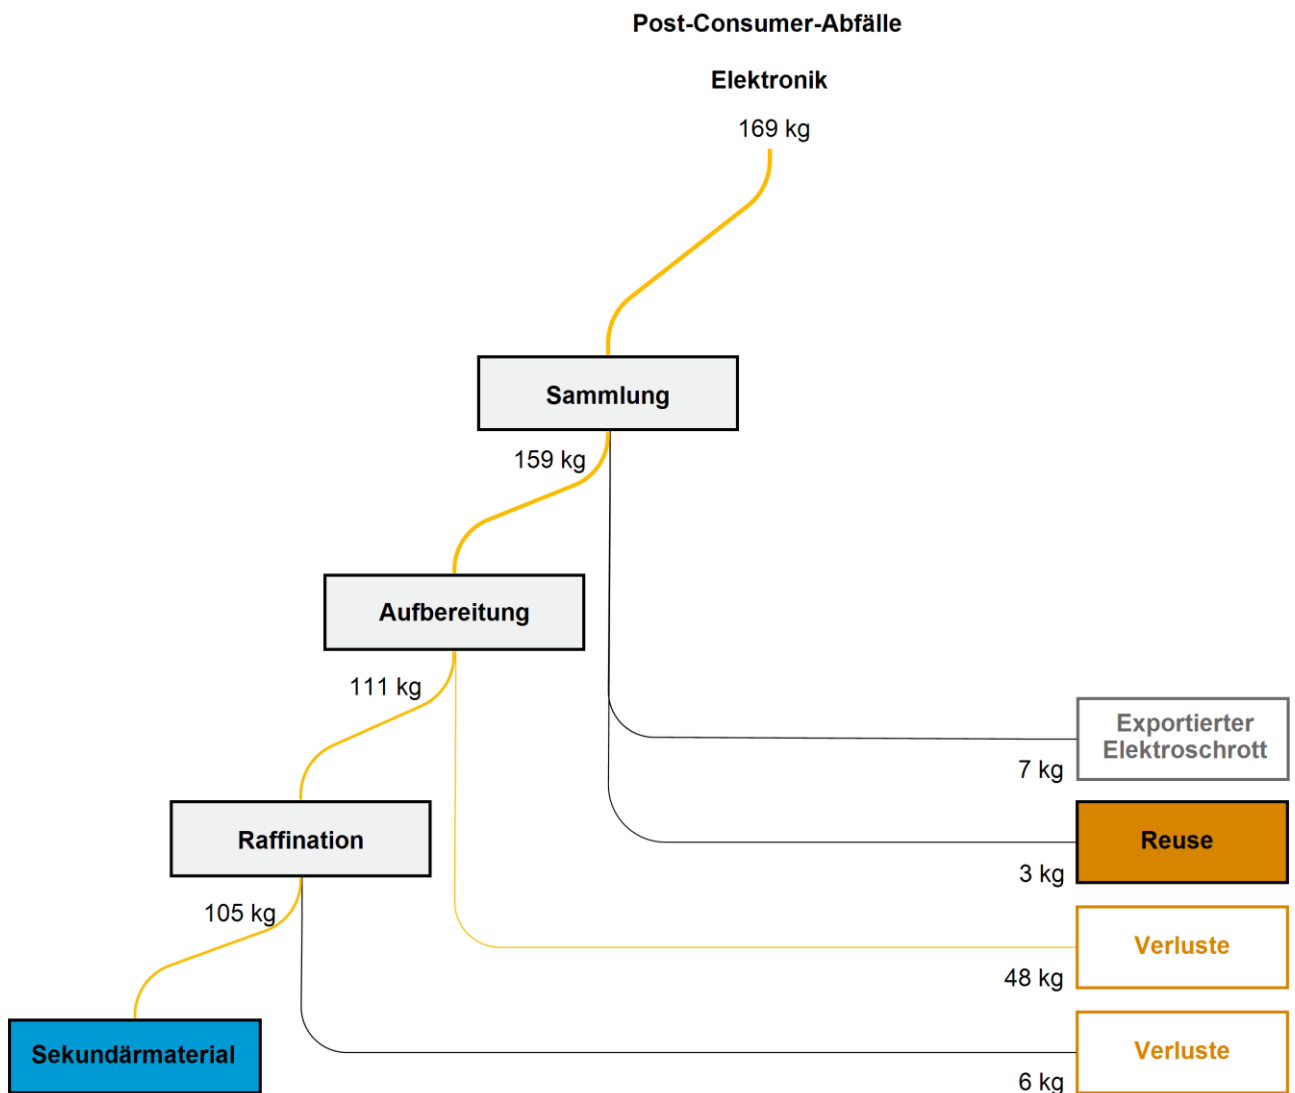 Post-Consumer-Abfälle
Elektronik
169 kg
Sammlung
159 kg
Aufbereitung
111 kg
Exportierter
Elektroschrott
7 kg
Raffination
Reuse
3 kg
105 kg
Verluste
48 kg
Sekundärmaterial
Verluste
6 kg